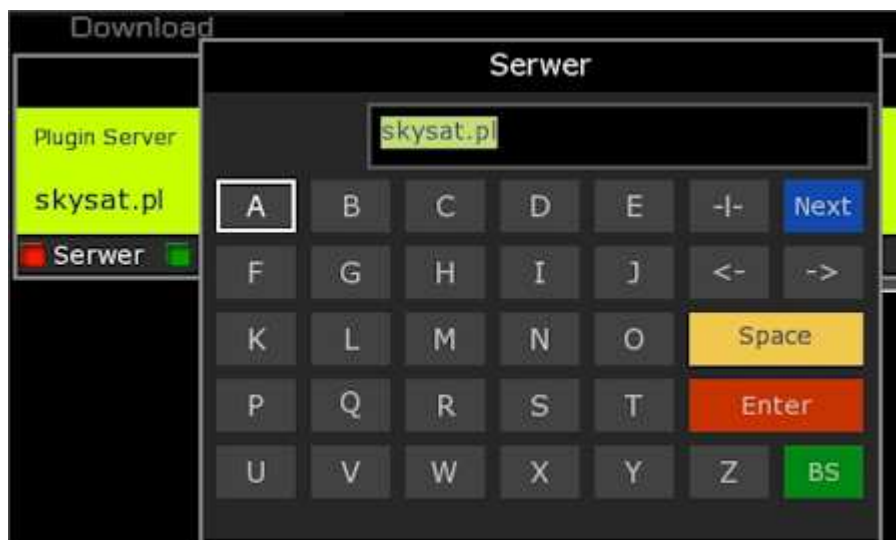 Download
Serwer
Plugin Server
skysat.pl
skysat.pl
Serwer
A B C D E -|- Next
F G H I J <- ->
K L M N O Space
P Q R S T Enter
U V W X Y Z BS